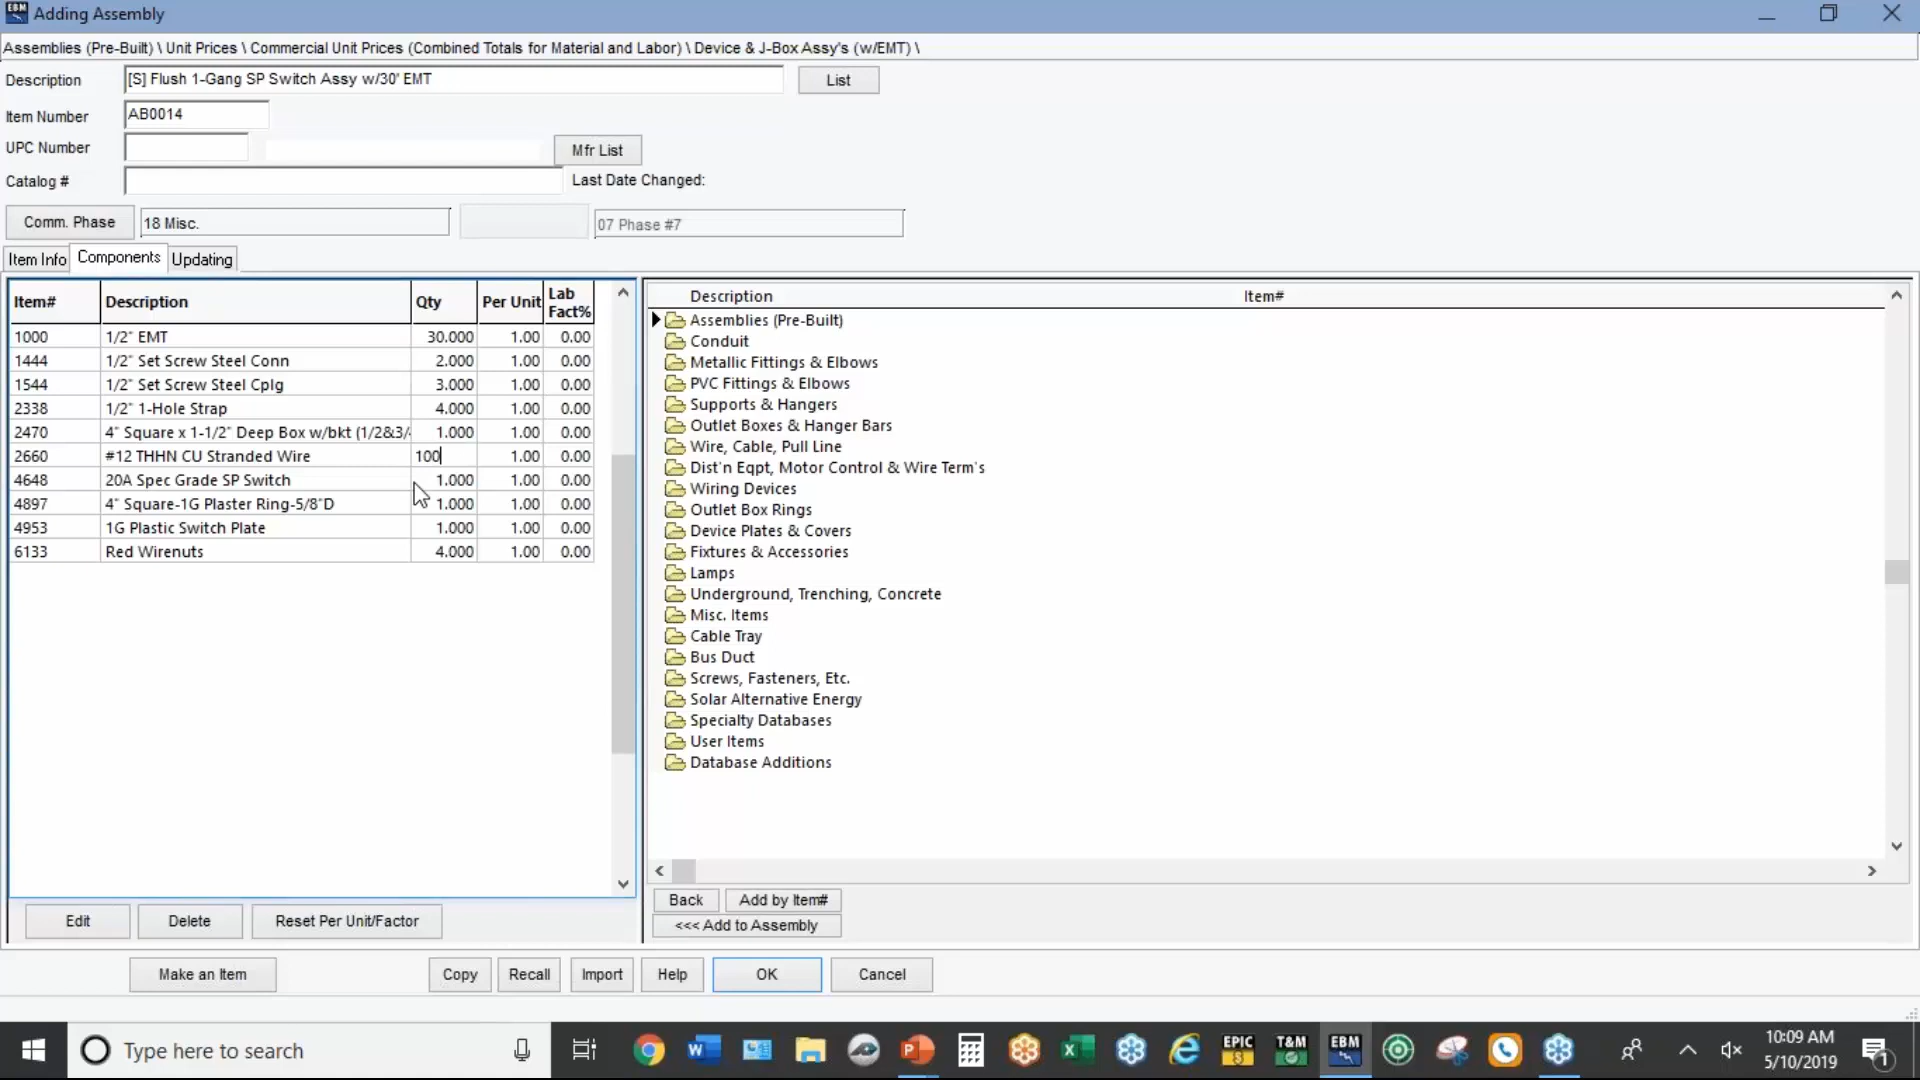 EBM Adding Assembly
Assemblies (Pre-Built) \ Unit Prices \ Commercial Unit Prices (Combined Totals for Material and Labor) \ Device & J-Box Assy's (w/EMT) \
Description [S] Flush 1-Gang SP Switch Assy w/30' EMT List
Item Number AB0014
UPC Number Mfr List
Catalog # Last Date Changed:
Comm. Phase 18 Misc. 07 Phase #7
Item Info Components Updating
Item# Description Qty Per Unit Lab Fact%
1000 1/2" EMT 30.000 1.00 0.00
1444 1/2" Set Screw Steel Conn 2.000 1.00 0.00
1544 1/2" Set Screw Steel Cplg 3.000 1.00 0.00
2338 1/2" 1-Hole Strap 4.000 1.00 0.00
2470 4" Square x 1-1/2" Deep Box w/bkt (1/2&3/ 1.000 1.00 0.00
2660 #12 THHN CU Stranded Wire 100 1.00 0.00
4648 20A Spec Grade SP Switch 1.000 1.00 0.00
4897 4" Square-1G Plaster Ring-5/8"D 1.000 1.00 0.00
4953 1G Plastic Switch Plate 1.000 1.00 0.00
6133 Red Wirenuts 4.000 1.00 0.00
Description Item#
Assemblies (Pre-Built)
Conduit
Metallic Fittings & Elbows
PVC Fittings & Elbows
Supports & Hangers
Outlet Boxes & Hanger Bars
Wire, Cable, Pull Line
Dist'n Eqpt, Motor Control & Wire Term's
Wiring Devices
Outlet Box Rings
Device Plates & Covers
Fixtures & Accessories
Lamps
Underground, Trenching, Concrete
Misc. Items
Cable Tray
Bus Duct
Screws, Fasteners, Etc.
Solar Alternative Energy
Specialty Databases
User Items
Database Additions
Back Add by Item#
<<< Add to Assembly
Edit Delete Reset Per Unit/Factor
Make an Item Copy Recall Import Help OK Cancel
Type here to search
EPIC $ T&M EBM
10:09 AM
5/10/2019
1